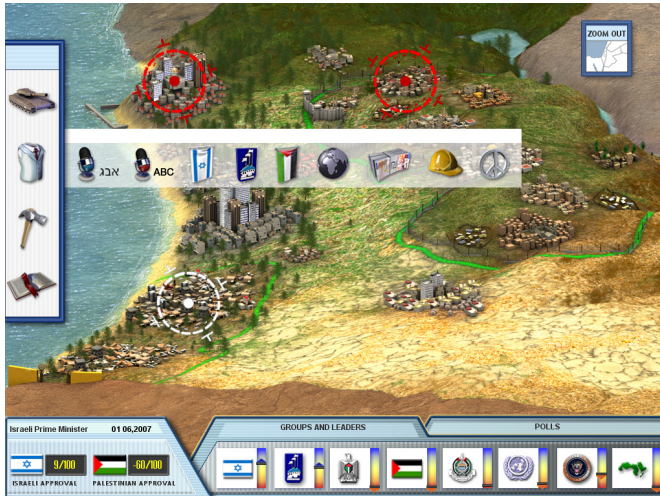 ZOOM OUT
אבג
ABC
Israeli Prime Minister 01 06,2007
GROUPS AND LEADERS
POLLS
9/100
-60/100
ISRAELI APPROVAL
PALESTINIAN APPROVAL